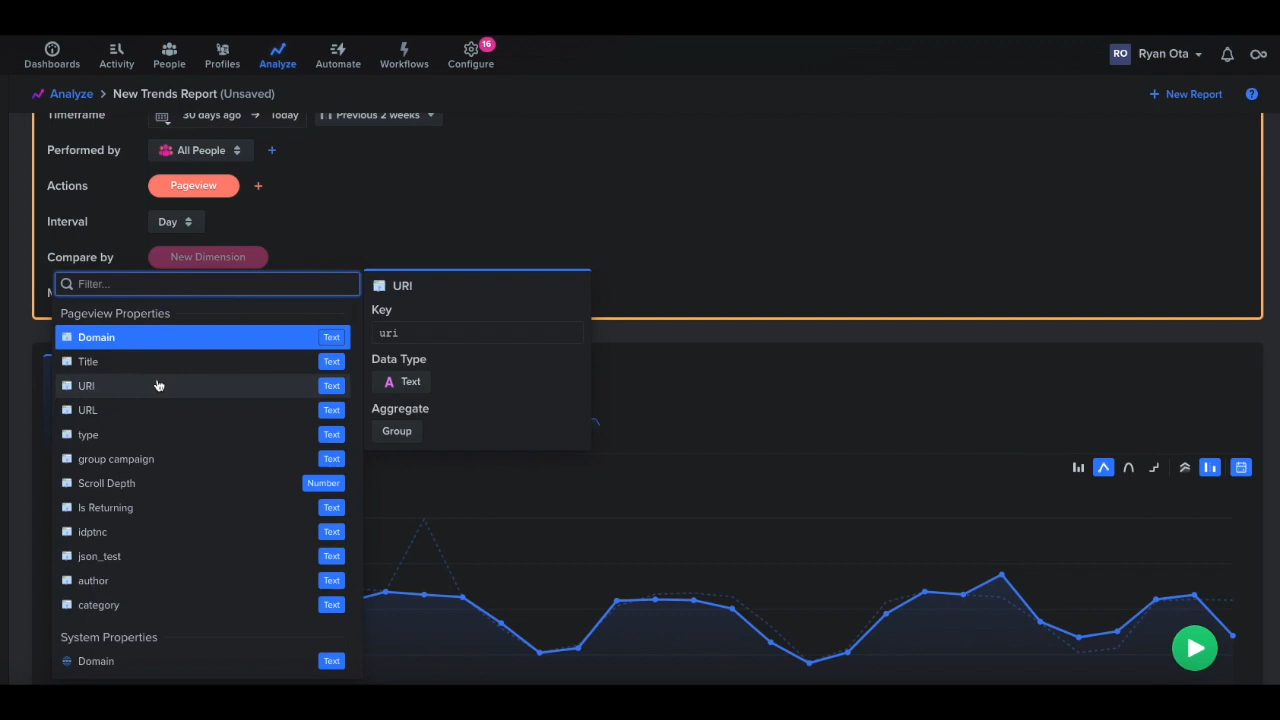 Dashboards Activity People Profiles Analyze Automate Workflows Configure 16 RO Ryan Ota
Analyze > New Trends Report (Unsaved) + New Report ?
Timeframe 30 days ago → Today Previous 2 weeks
Performed by All People +
Actions Pageview +
Interval Day
Compare by New Dimension
Filter...
URI
Key
uri
Data Type
A Text
Aggregate
Group
Pageview Properties
Domain Text
Title Text
URI Text
URL Text
type Text
group campaign Text
Scroll Depth Number
Is Returning Text
idptnc Text
json_test Text
author Text
category Text
System Properties
Domain Text